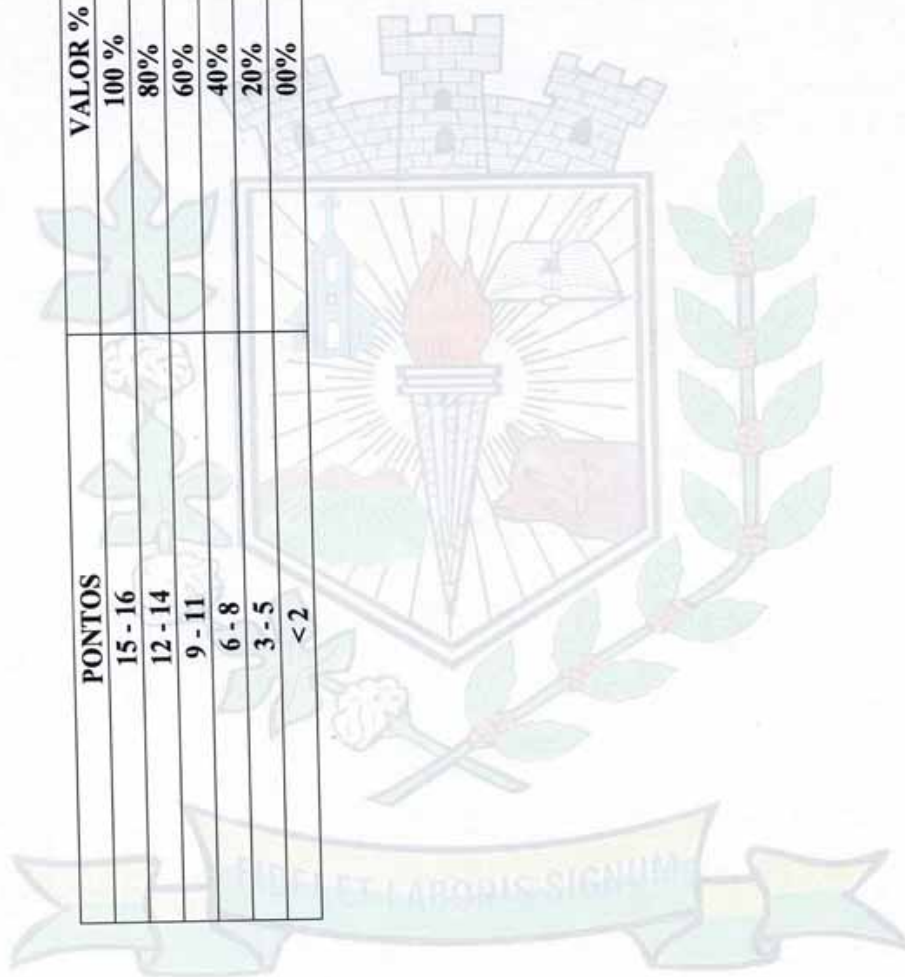 PONTOS VALOR %
15 - 16 100 %
12 - 14 80%
9 - 11 60%
6 - 8 40%
3 - 5 20%
< 2 00%
FIDEI ET LABORIS SIGNUM